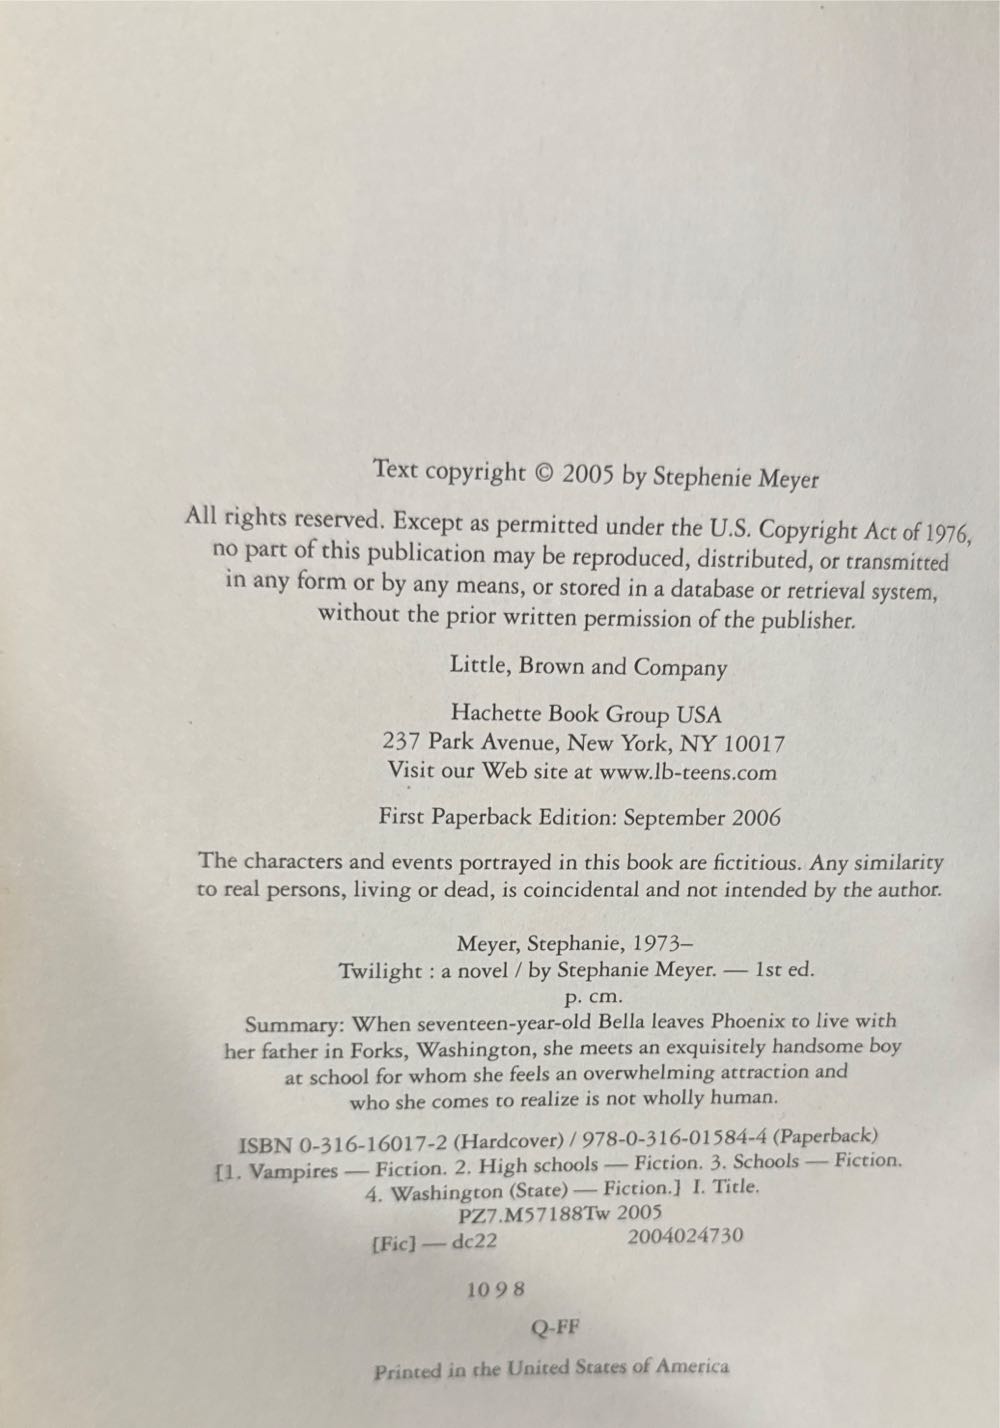 Text copyright © 2005 by Stephenie Meyer
All rights reserved. Except as permitted under the U.S. Copyright Act of 1976,
no part of this publication may be reproduced, distributed, or transmitted
in any form or by any means, or stored in a database or retrieval system,
without the prior written permission of the publisher.
Little, Brown and Company
Hachette Book Group USA
237 Park Avenue, New York, NY 10017
Visit our Web site at www.lb-teens.com
First Paperback Edition: September 2006
The characters and events portrayed in this book are fictitious. Any similarity
to real persons, living or dead, is coincidental and not intended by the author.
Meyer, Stephanie, 1973–
Twilight : a novel / by Stephanie Meyer. — 1st ed.
p. cm.
Summary: When seventeen-year-old Bella leaves Phoenix to live with
her father in Forks, Washington, she meets an exquisitely handsome boy
at school for whom she feels an overwhelming attraction and
who she comes to realize is not wholly human.
ISBN 0-316-16017-2 (Hardcover) / 978-0-316-01584-4 (Paperback)
[1. Vampires — Fiction. 2. High schools — Fiction. 3. Schools — Fiction.
4. Washington (State) — Fiction.] I. Title.
PZ7.M57188Tw 2005
[Fic] — dc22 2004024730
10 9 8
Q-FF
Printed in the United States of America